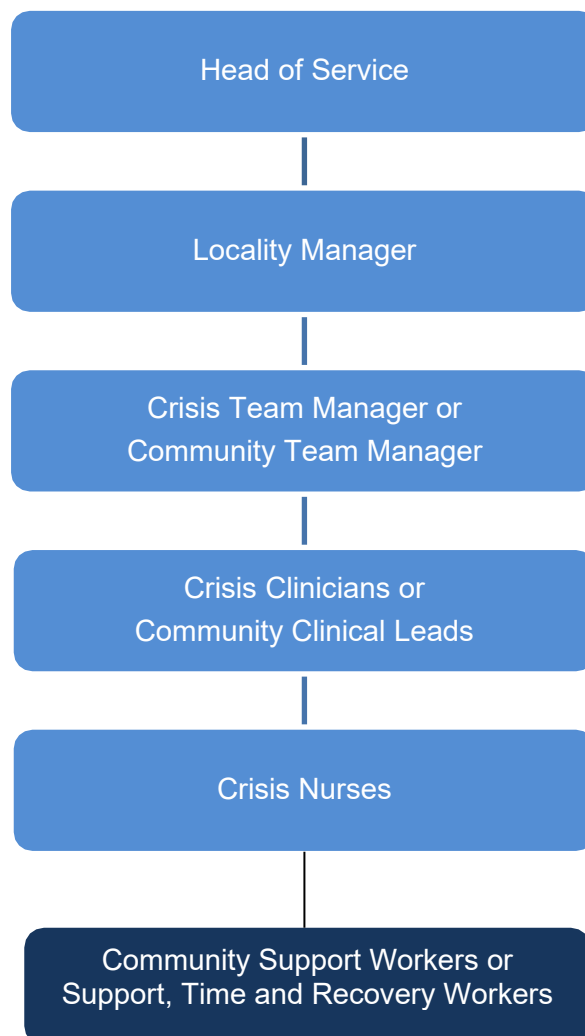 Head of Service
Locality Manager
Crisis Team Manager or
Community Team Manager
Crisis Clinicians or
Community Clinical Leads
Crisis Nurses
Community Support Workers or
Support, Time and Recovery Workers